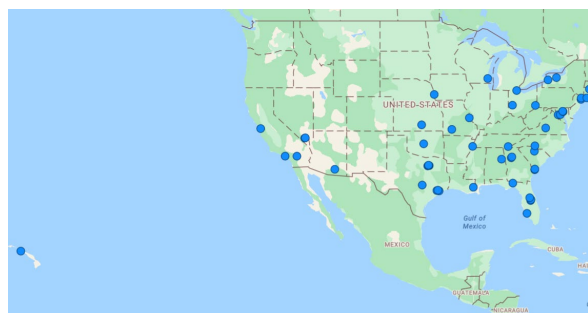 UNITED STATES
Gulf of
Mexico
MEXICO
CUBA
GUATEMALA
NICARAGUA